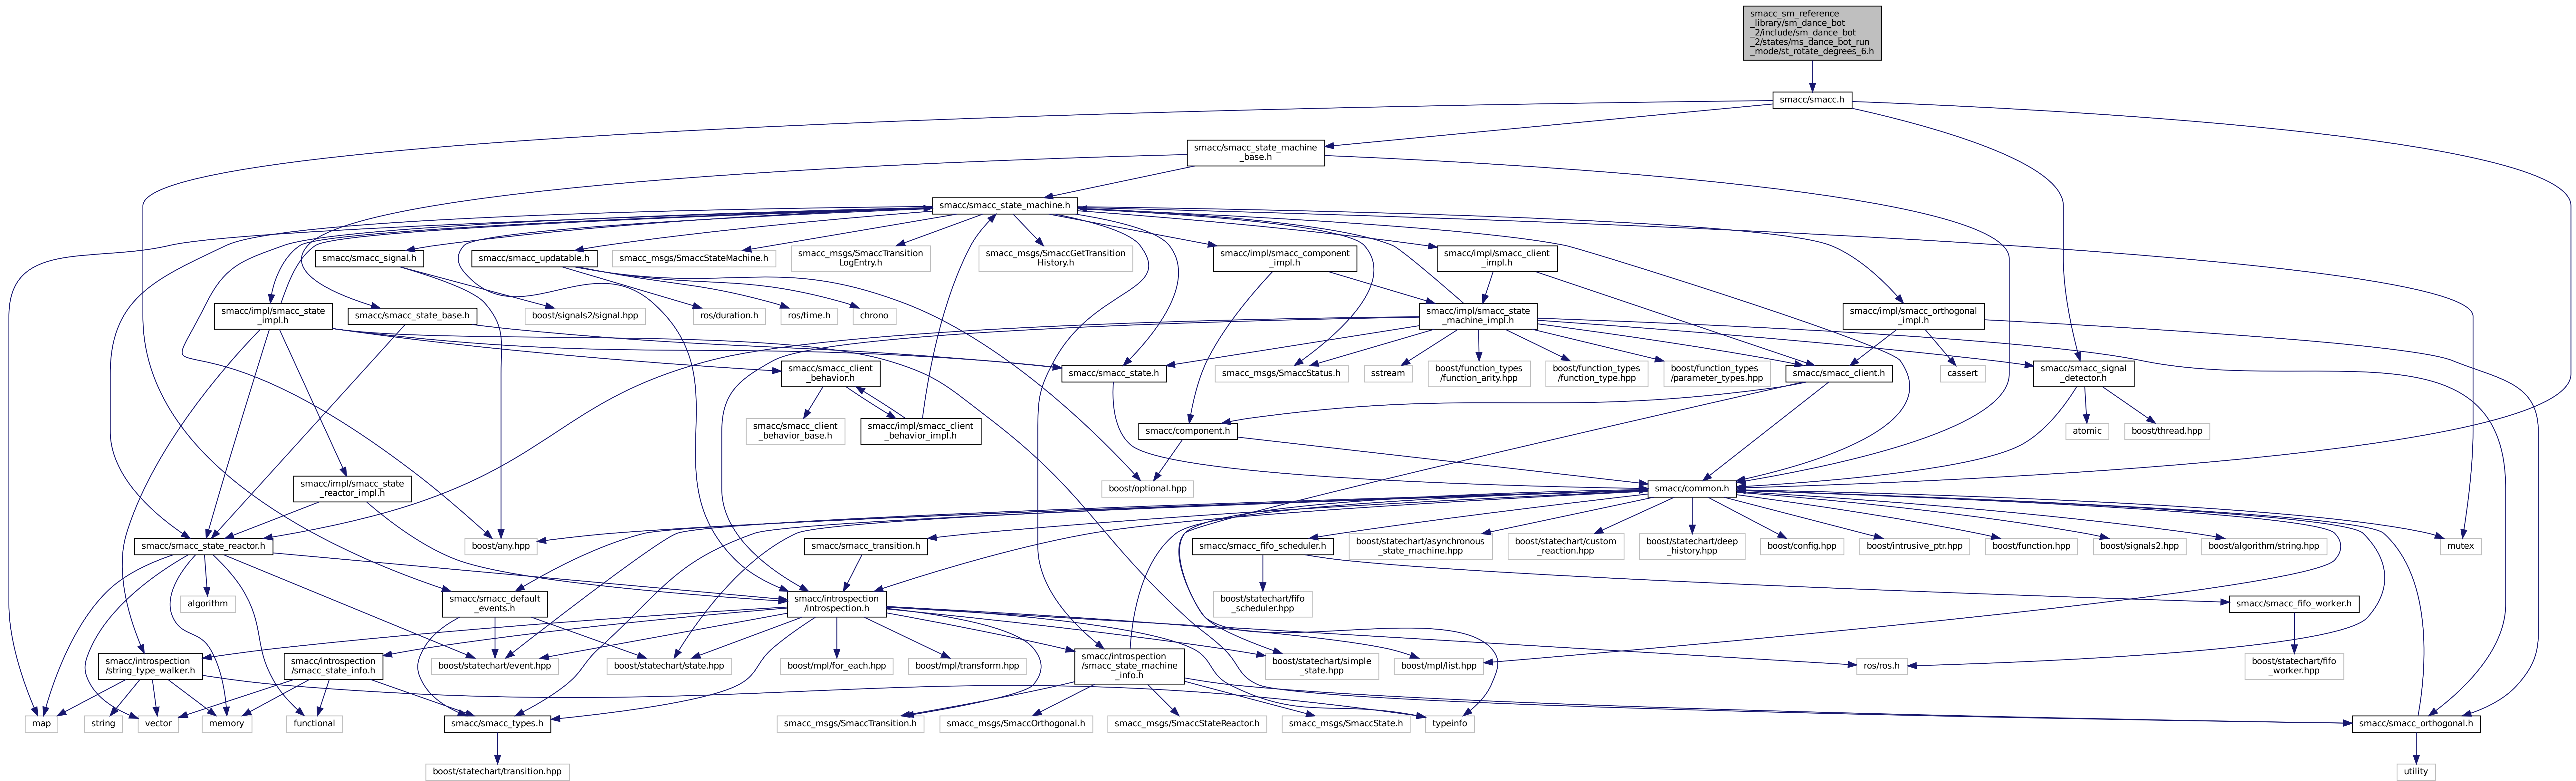 smacc_sm_reference
_library/sm_dance_bot
_2/include/sm_dance_bot
_2/states/ms_dance_bot_run
_mode/st_rotate_degrees_6.h
smacc/smacc.h
smacc/smacc_state_machine
_base.h
smacc/smacc_state_machine.h
smacc/smacc_signal.h
smacc/smacc_updatable.h
smacc_msgs/SmaccStateMachine.h
smacc_msgs/SmaccTransition
LogEntry.h
smacc_msgs/SmaccGetTransition
History.h
smacc/impl/smacc_component
_impl.h
smacc/impl/smacc_client
_impl.h
smacc/impl/smacc_state
_impl.h
smacc/smacc_state_base.h
boost/signals2/signal.hpp
ros/duration.h
ros/time.h
chrono
smacc/impl/smacc_state
_machine_impl.h
smacc/impl/smacc_orthogonal
_impl.h
smacc/smacc_client
_behavior.h
smacc/smacc_state.h
smacc_msgs/SmaccStatus.h
sstream
boost/function_types
/function_arity.hpp
boost/function_types
/function_type.hpp
boost/function_types
/parameter_types.hpp
smacc/smacc_client.h
cassert
smacc/smacc_signal
_detector.h
smacc/smacc_client
_behavior_base.h
smacc/impl/smacc_client
_behavior_impl.h
smacc/component.h
atomic
boost/thread.hpp
smacc/impl/smacc_state
_reactor_impl.h
boost/optional.hpp
smacc/common.h
smacc/smacc_state_reactor.h
boost/any.hpp
smacc/smacc_transition.h
smacc/smacc_fifo_scheduler.h
boost/statechart/asynchronous
_state_machine.hpp
boost/statechart/custom
_reaction.hpp
boost/statechart/deep
_history.hpp
boost/config.hpp
boost/intrusive_ptr.hpp
boost/function.hpp
boost/signals2.hpp
boost/algorithm/string.hpp
mutex
algorithm
smacc/smacc_default
_events.h
smacc/introspection
/introspection.h
boost/statechart/fifo
_scheduler.hpp
smacc/smacc_fifo_worker.h
smacc/introspection
/string_type_walker.h
smacc/introspection
/smacc_state_info.h
boost/statechart/event.hpp
boost/statechart/state.hpp
boost/mpl/for_each.hpp
boost/mpl/transform.hpp
smacc/introspection
/smacc_state_machine
_info.h
boost/statechart/simple
_state.hpp
boost/mpl/list.hpp
ros/ros.h
boost/statechart/fifo
_worker.hpp
map
string
vector
memory
functional
smacc/smacc_types.h
smacc_msgs/SmaccTransition.h
smacc_msgs/SmaccOrthogonal.h
smacc_msgs/SmaccStateReactor.h
smacc_msgs/SmaccState.h
typeinfo
smacc/smacc_orthogonal.h
boost/statechart/transition.hpp
utility